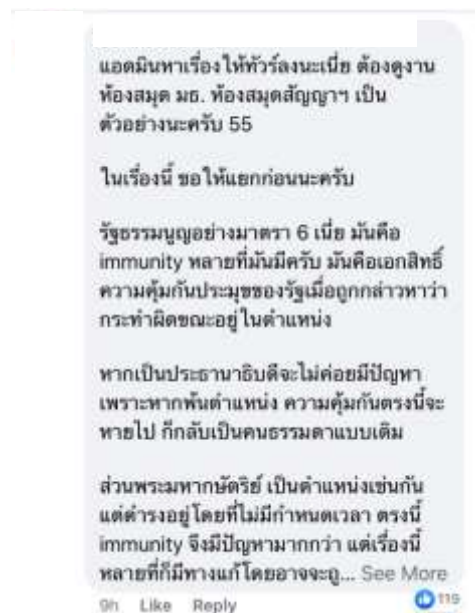 แอดมินหาเรื่องให้ทัวร์ลงนะเนี่ย ต้องดูงาน
ห้องสมุด มธ. ห้องสมุดสัญญาฯ เป็น
ตัวอย่างนะครับ 55
ในเรื่องนี้ ขอให้แยกก่อนนะครับ
รัฐธรรมนูญอย่างมาตรา 6 เนี่ย มันคือ
immunity หลายที่มันมีครับ มันคือเอกสิทธิ์
ความคุ้มกันประมุขของรัฐเมื่อถูกกล่าวหาว่า
กระทำผิดขณะอยู่ในตำแหน่ง
หากเป็นประธานาธิบดีจะไม่ค่อยมีปัญหา
เพราะหากพ้นตำแหน่ง ความคุ้มกันตรงนี้จะ
หายไป ก็กลับเป็นคนธรรมดาแบบเดิม
ส่วนพระมหากษัตริย์ เป็นตำแหน่งเช่นกัน
แต่ดำรงอยู่โดยที่ไม่มีกำหนดเวลา ตรงนี้
immunity จึงมีปัญหามากกว่า แต่เรื่องนี้
หลายที่ก็มีทางแก้โดยอาจจะถู... See More
9h Like Reply 119